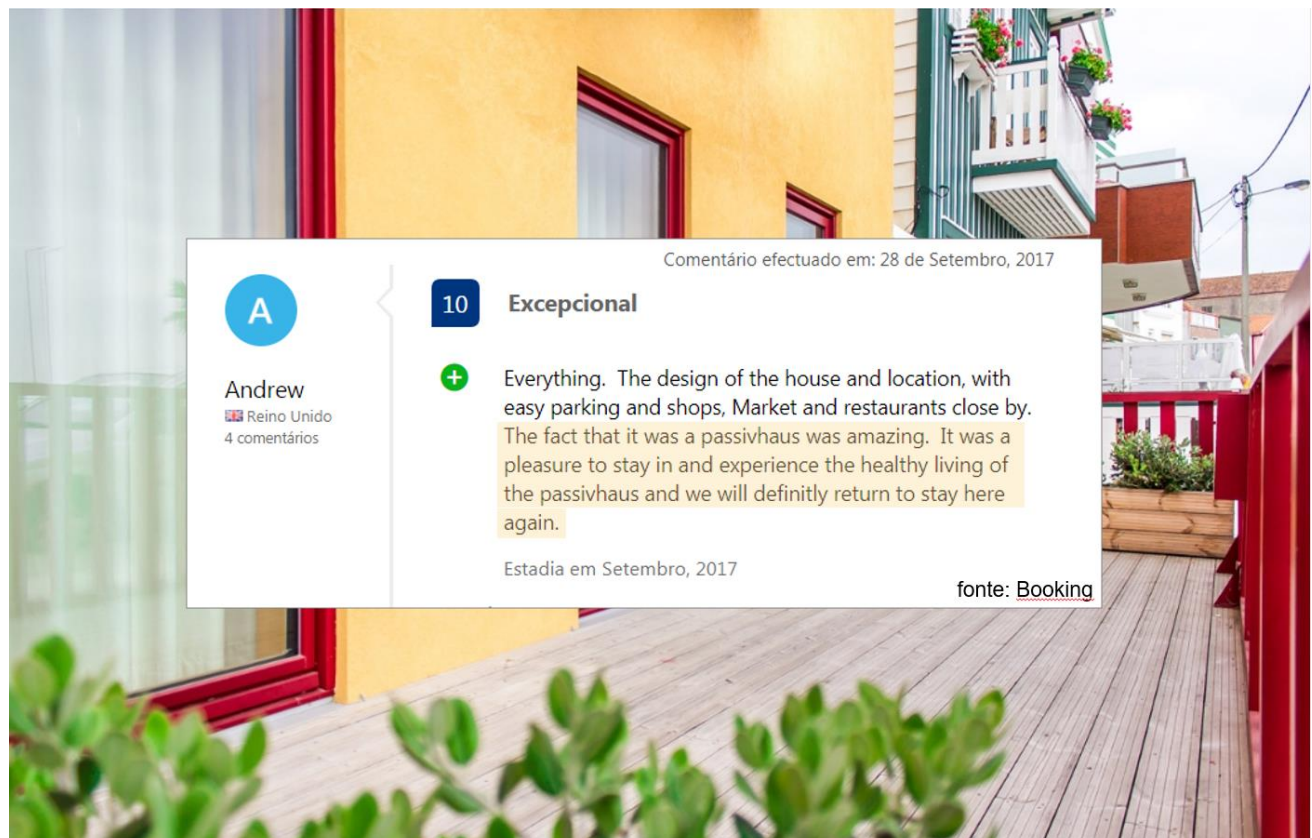 Comentário efectuado em: 28 de Setembro, 2017
A
10
Excepcional
Andrew
Reino Unido
4 comentários
Everything.  The design of the house and location, with
easy parking and shops, Market and restaurants close by.
The fact that it was a passivhaus was amazing.  It was a
pleasure to stay in and experience the healthy living of
the passivhaus and we will definitly return to stay here
again.
Estadia em Setembro, 2017
fonte: Booking